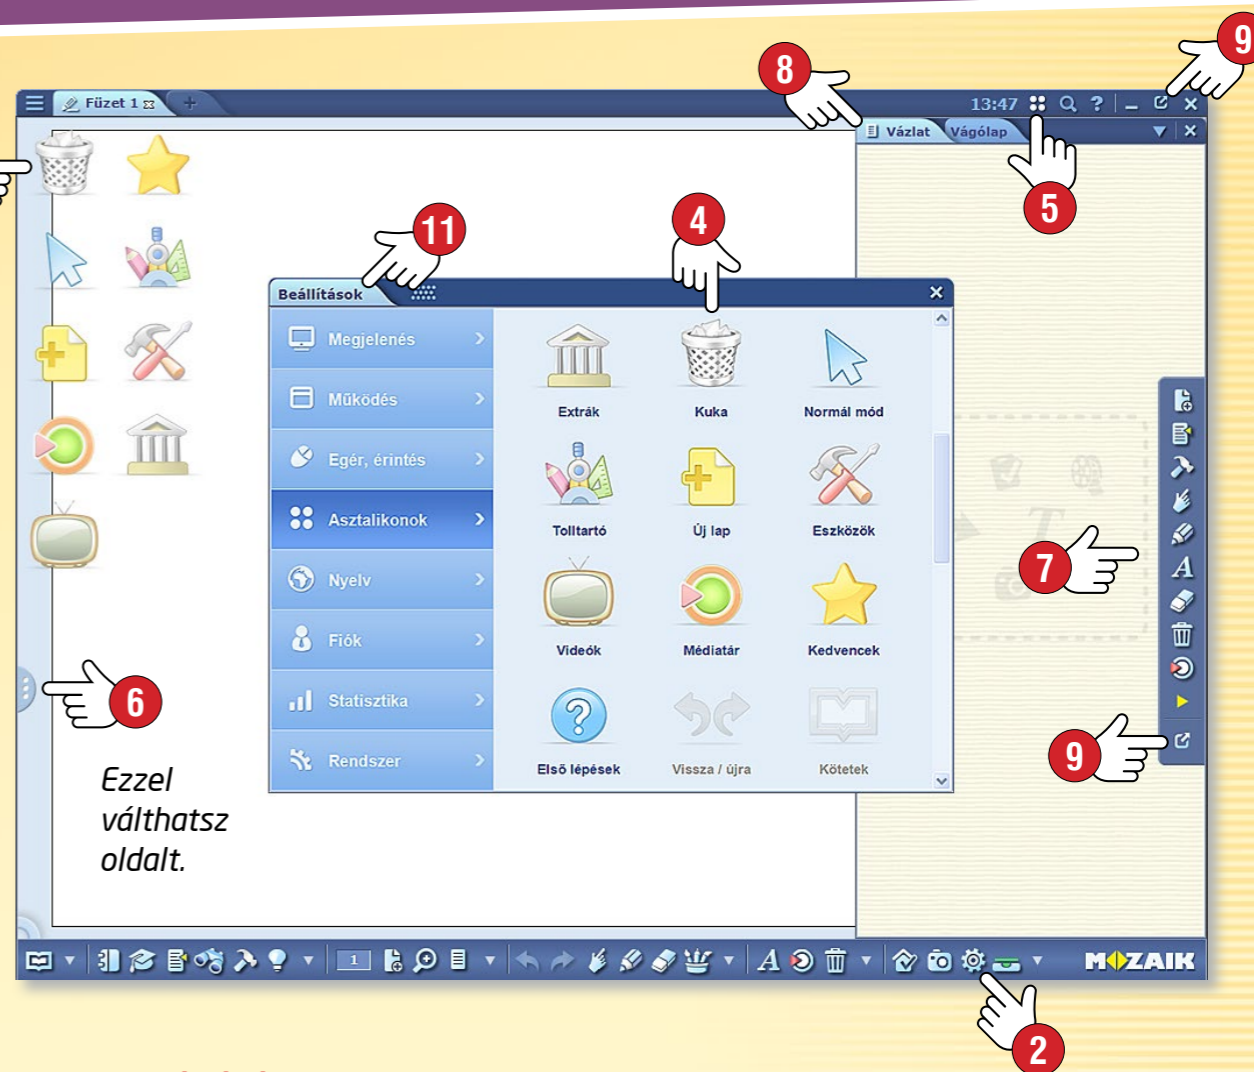 9
8
Füzet 1
13:47
?
Vázlat Vágólap
5
11
4
Beállítások
Megjelenés
Működés
Egér, érintés
Asztalikonok
Nyelv
Fiók
Statisztika
Rendszer
Extrák Kuka Normál mód
Tolltartó Új lap Eszközök
Videók Médiatár Kedvencek
Első lépések Vissza / újra Kötetek
7
A
6
9
Ezzel
válthatsz
oldalt.
1
A
MOZAIK
2